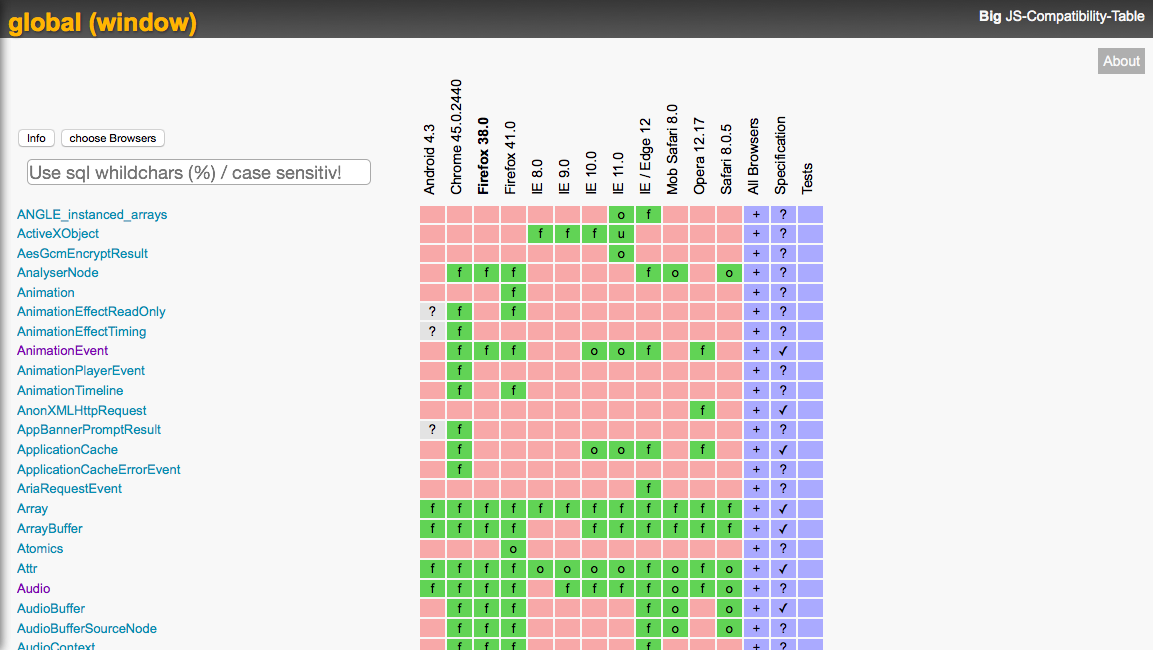 global (window)
Big JS-Compatibility-Table
About
Info
choose Browsers
Use sql whildchars (%) / case sensitiv!
Android 4.3
Chrome 45.0.2440
Firefox 38.0
Firefox 41.0
IE 8.0
IE 9.0
IE 10.0
IE 11.0
IE / Edge 12
Mob Safari 8.0
Opera 12.17
Safari 8.0.5
All Browsers
Specification
Tests
ANGLE_instanced_arrays o f + ?
ActiveXObject f f f u + ?
AesGcmEncryptResult o + ?
AnalyserNode f f f f o o + ?
Animation f + ?
AnimationEffectReadOnly ? f f + ?
AnimationEffectTiming ? f + ?
AnimationEvent f f f o o f f + ✓
AnimationPlayerEvent f + ?
AnimationTimeline f f + ?
AnonXMLHttpRequest f + ✓
AppBannerPromptResult ? f + ?
ApplicationCache f o o f f + ✓
ApplicationCacheErrorEvent f + ?
AriaRequestEvent f + ?
Array f f f f f f f f f f f f + ✓
ArrayBuffer f f f f f f f f f f + ✓
Atomics o + ?
Attr f f f f o o o o f o f o + ✓
Audio f f f f f f f f o f o + ?
AudioBuffer f f f f o o + ✓
AudioBufferSourceNode f f f f o o + ?
AudioContext f f f f + ?